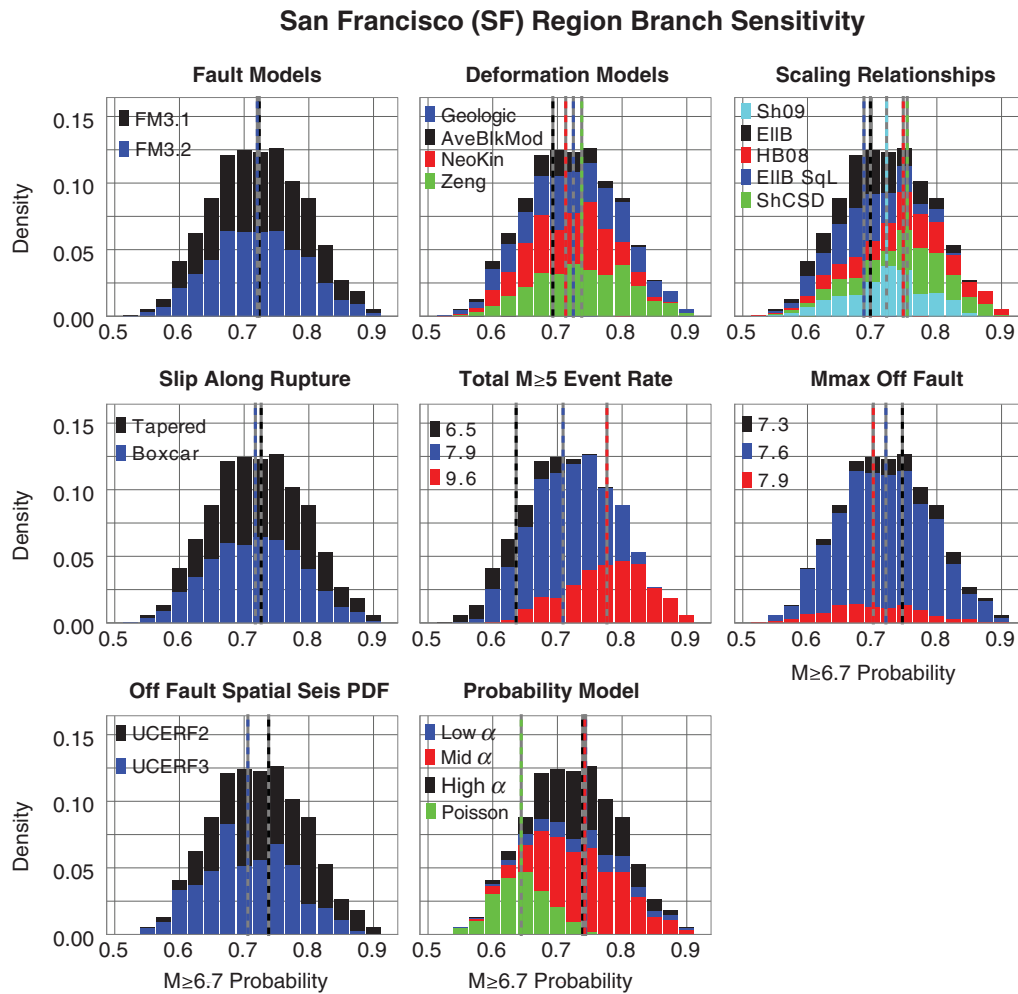 San Francisco (SF) Region Branch Sensitivity
Fault Models
Deformation Models
Scaling Relationships
0.15
0.10
0.05
0.00
Density
FM3.1
FM3.2
Geologic
AveBlkMod
NeoKin
Zeng
Sh09
EllB
HB08
EllB SqL
ShCSD
0.5 0.6 0.7 0.8 0.9
0.5 0.6 0.7 0.8 0.9
0.5 0.6 0.7 0.8 0.9
Slip Along Rupture
Total M≥5 Event Rate
Mmax Off Fault
0.15
0.10
0.05
0.00
Density
Tapered
Boxcar
6.5
7.9
9.6
7.3
7.6
7.9
0.5 0.6 0.7 0.8 0.9
0.5 0.6 0.7 0.8 0.9
0.5 0.6 0.7 0.8 0.9
M≥6.7 Probability
Off Fault Spatial Seis PDF
Probability Model
0.15
0.10
0.05
0.00
Density
UCERF2
UCERF3
Low α
Mid α
High α
Poisson
0.5 0.6 0.7 0.8 0.9
0.5 0.6 0.7 0.8 0.9
M≥6.7 Probability
M≥6.7 Probability